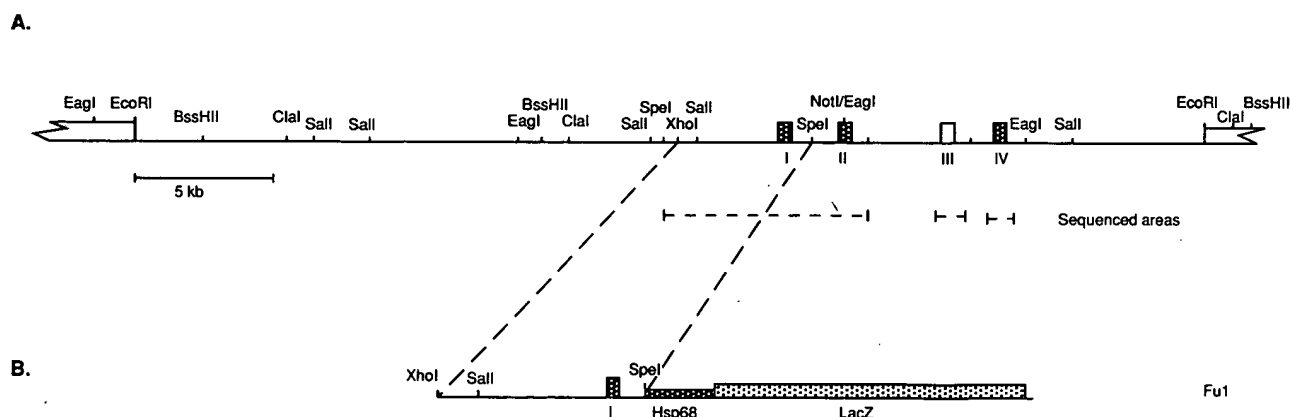 A.
EagI EcoRI BssHII ClaI SalI SalI EagI BssHII ClaI SalI SpeI XhoI SalI SpeI NotI/EagI EagI SalI EcoRI ClaI BssHII
I II III IV
5 kb
Sequenced areas
B.
XhoI SalI SpeI Fu1
I Hsp68 LacZ